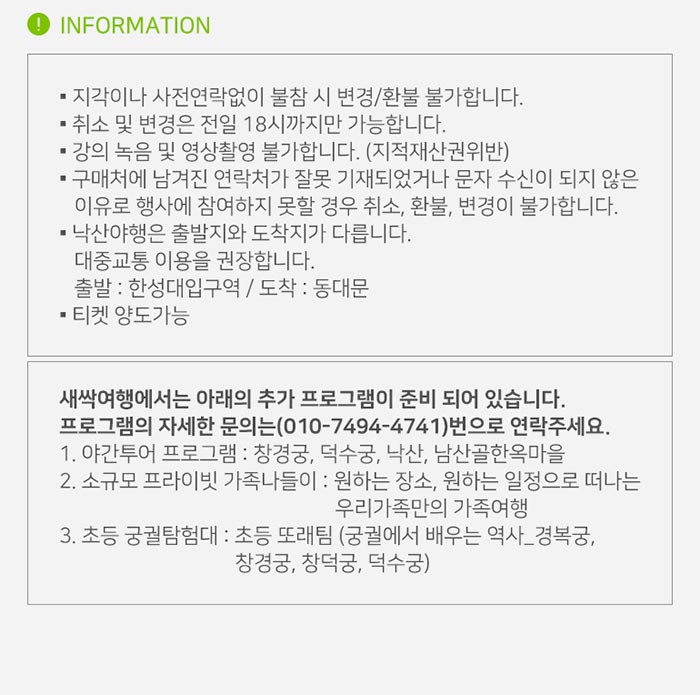 INFORMATION
▪ 지각이나 사전연락없이 불참 시 변경/환불 불가합니다.
▪ 취소 및 변경은 전일 18시까지만 가능합니다.
▪ 강의 녹음 및 영상촬영 불가합니다. (지적재산권위반)
▪ 구매처에 남겨진 연락처가 잘못 기재되었거나 문자 수신이 되지 않은
이유로 행사에 참여하지 못할 경우 취소, 환불, 변경이 불가합니다.
▪ 낙산야행은 출발지와 도착지가 다릅니다.
대중교통 이용을 권장합니다.
출발 : 한성대입구역 / 도착 : 동대문
▪ 티켓 양도가능
새싹여행에서는 아래의 추가 프로그램이 준비 되어 있습니다.
프로그램의 자세한 문의는(010-7494-4741)번으로 연락주세요.
1. 야간투어 프로그램 : 창경궁, 덕수궁, 낙산, 남산골한옥마을
2. 소규모 프라이빗 가족나들이 : 원하는 장소, 원하는 일정으로 떠나는
우리가족만의 가족여행
3. 초등 궁궐탐험대 : 초등 또래팀 (궁궐에서 배우는 역사_경복궁,
창경궁, 창덕궁, 덕수궁)